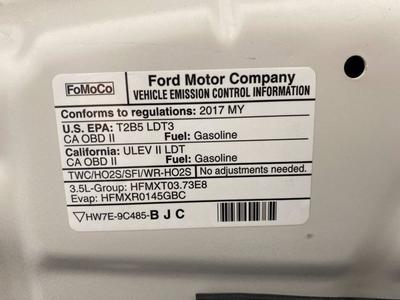 FoMoCo
Ford Motor Company
VEHICLE EMISSION CONTROL INFORMATION
Conforms to regulations: 2017 MY
U.S. EPA: T2B5 LDT3
CA OBD II Fuel: Gasoline
California: ULEV II LDT
CA OBD II Fuel: Gasoline
TWC/HO2S/SFI/WR-HO2S No adjustments needed.
3.5L-Group: HFMXT03.73E8
Evap: HFMXR0145GBC
HW7E-9C485-B J C